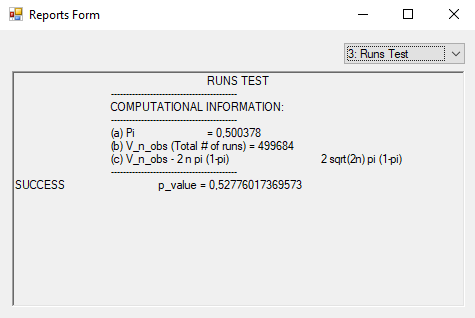 Reports Form
3: Runs Test
RUNS TEST
------------------------------------------
COMPUTATIONAL INFORMATION:
------------------------------------------
(a) Pi = 0,500378
(b) V_n_obs (Total # of runs) = 499684
(c) V_n_obs - 2 n pi (1-pi) 2 sqrt(2n) pi (1-pi)
------------------------------------------
SUCCESS p_value = 0,52776017369573